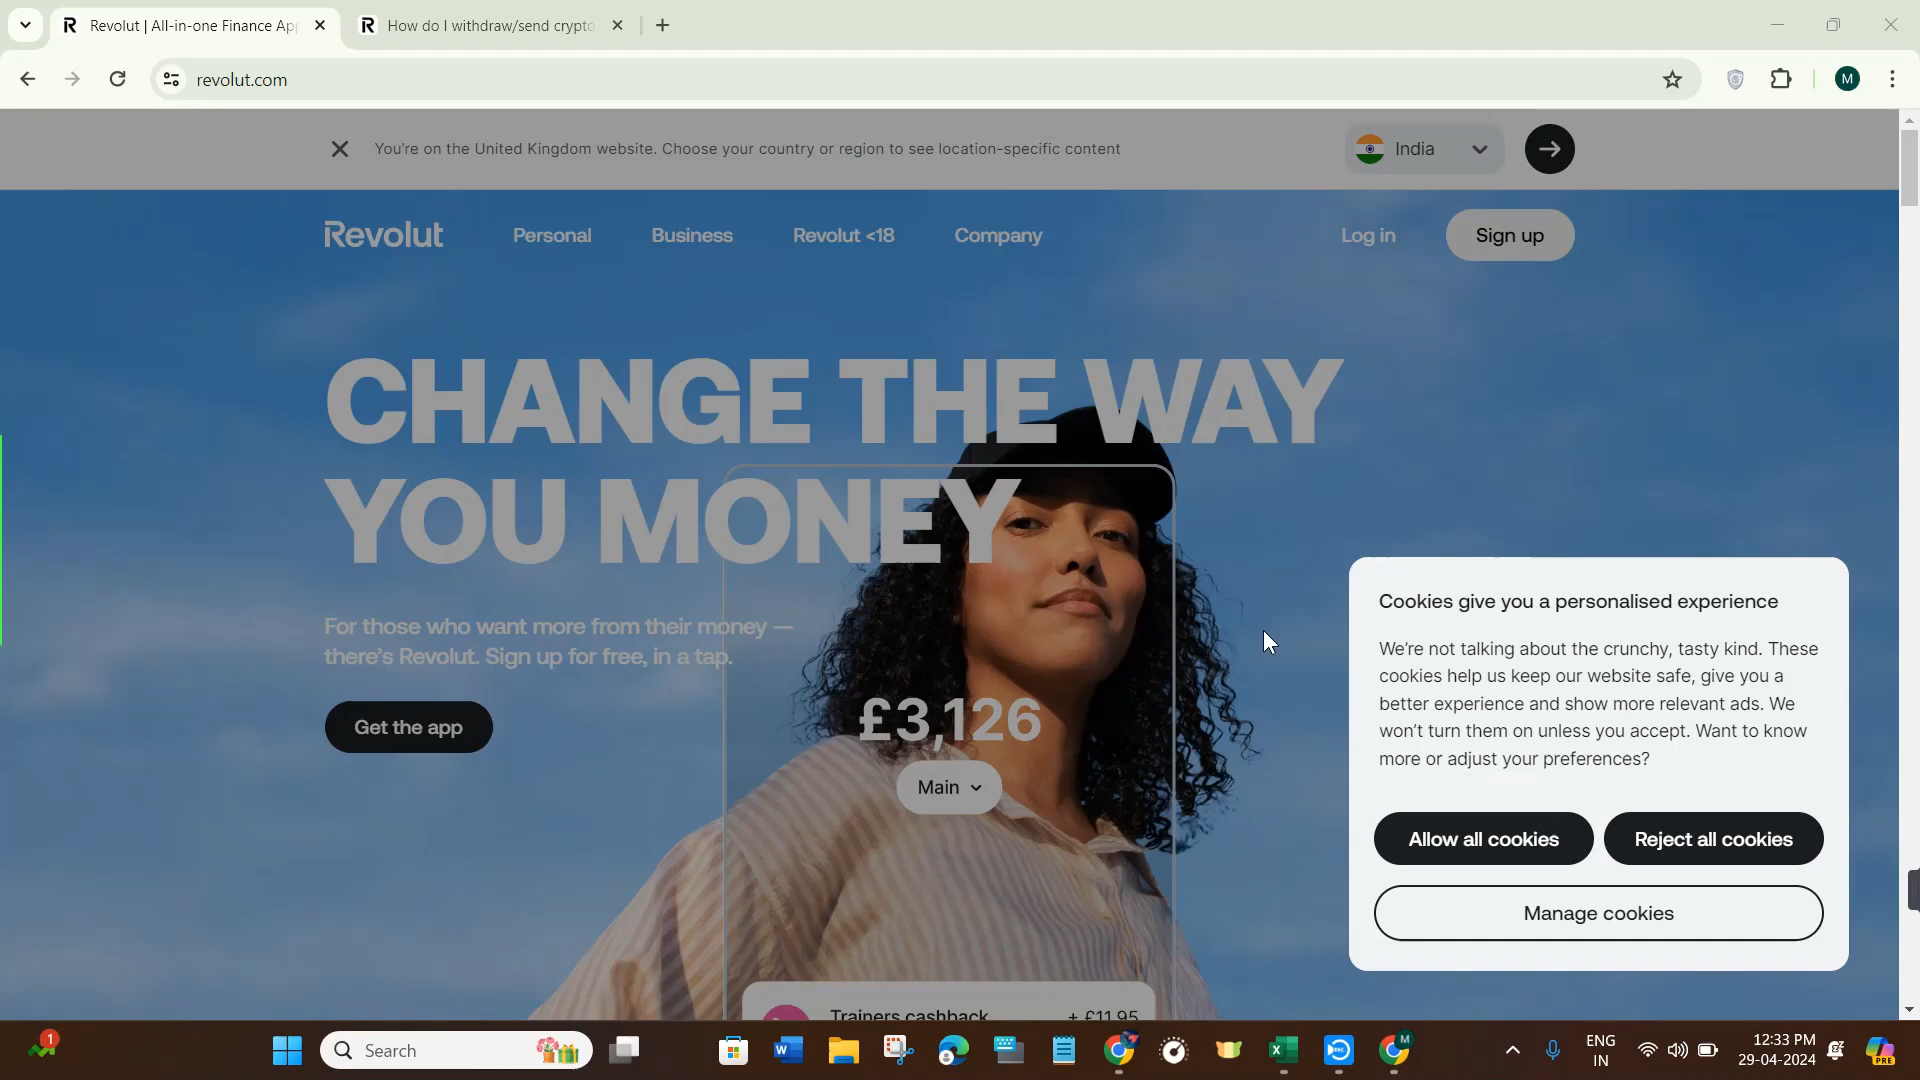 Revolut | All-in-one Finance Ap
How do I withdraw/send crypto
revolut.com
M
You're on the United Kingdom website. Choose your country or region to see location-specific content
India
Revolut
Personal
Business
Revolut <18
Company
Log in
Sign up
CHANGE THE WAY
YOU MONEY
For those who want more from their money —
there's Revolut. Sign up for free, in a tap.
Get the app
£3,126
Main
Trainers cashback
+ £11.95
Cookies give you a personalised experience
We're not talking about the crunchy, tasty kind. These
cookies help us keep our website safe, give you a
better experience and show more relevant ads. We
won't turn them on unless you accept. Want to know
more or adjust your preferences?
Allow all cookies
Reject all cookies
Manage cookies
1
Search
ENG
IN
12:33 PM
29-04-2024
PRE